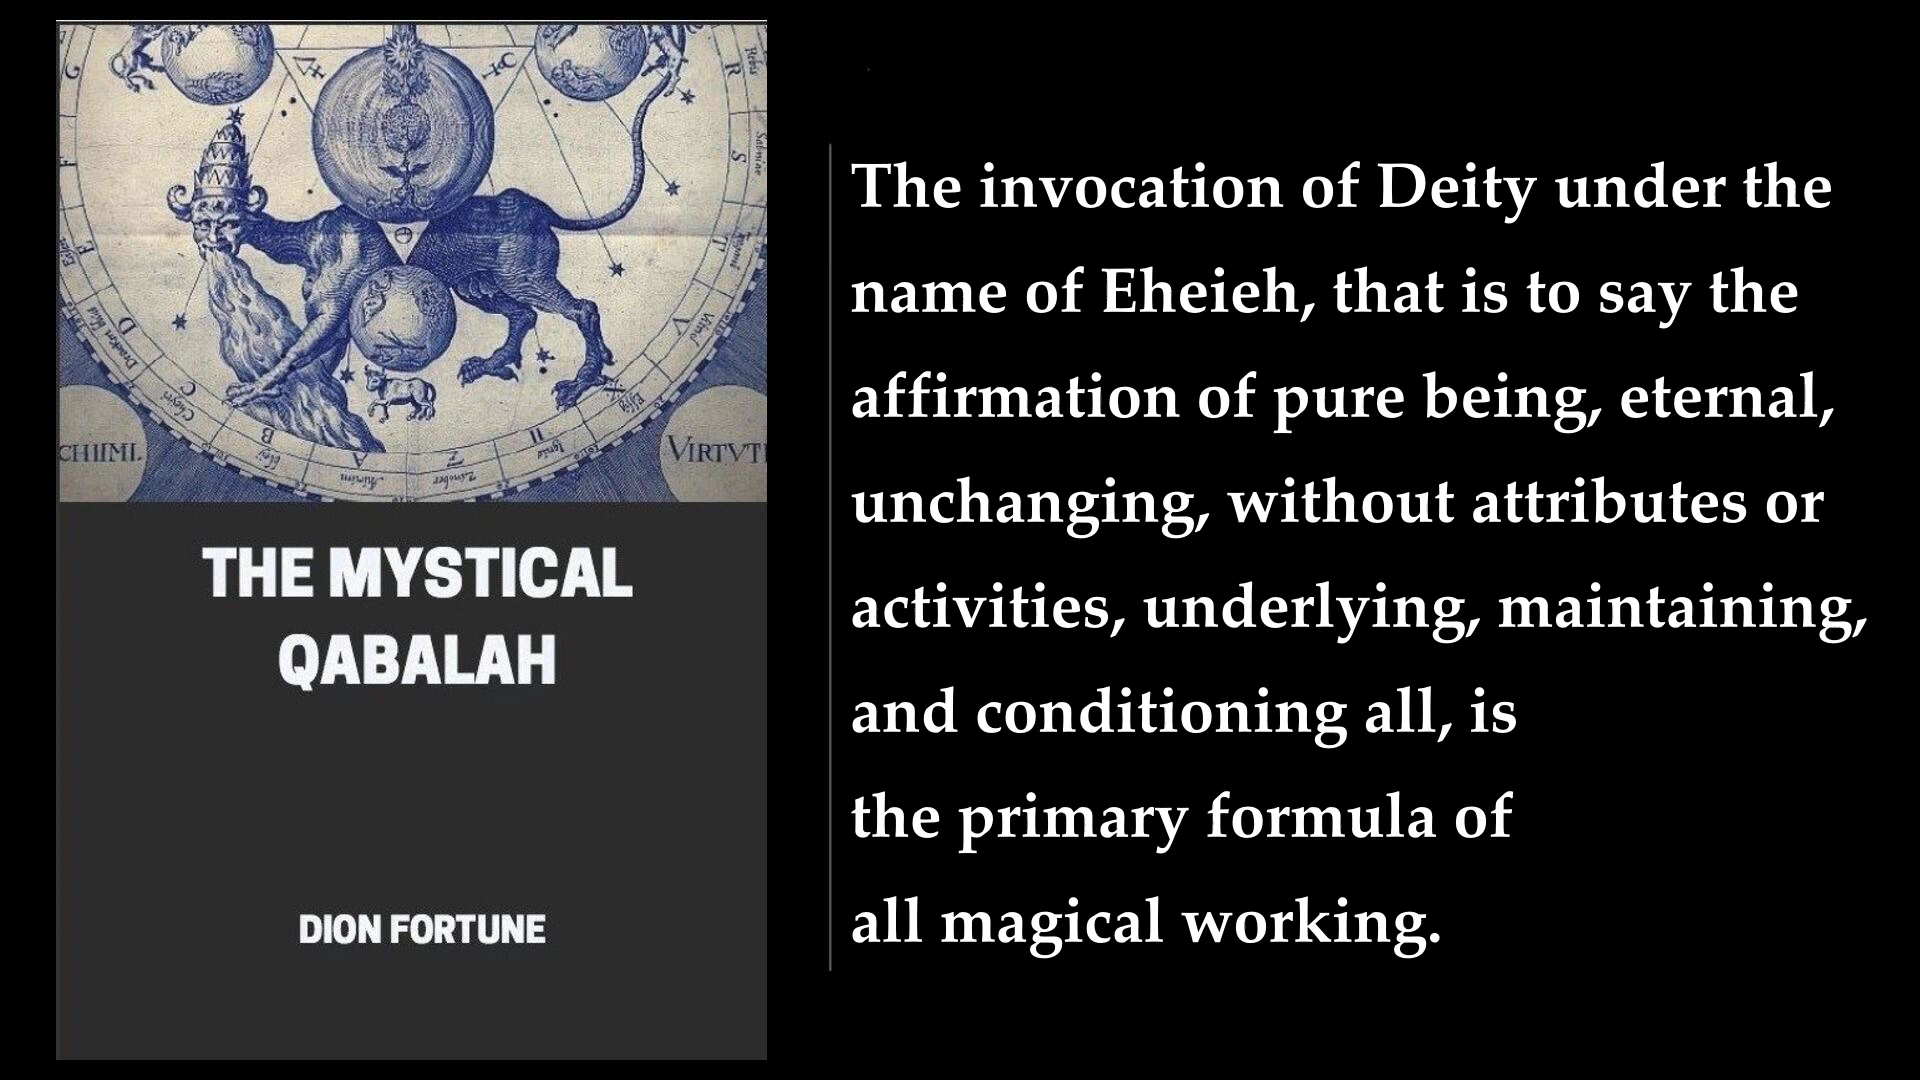 CHIIMI.
VIRTVTI
THE MYSTICAL
QABALAH
DION FORTUNE
The invocation of Deity under the
name of Eheieh, that is to say the
affirmation of pure being, eternal,
unchanging, without attributes or
activities, underlying, maintaining,
and conditioning all, is
the primary formula of
all magical working.